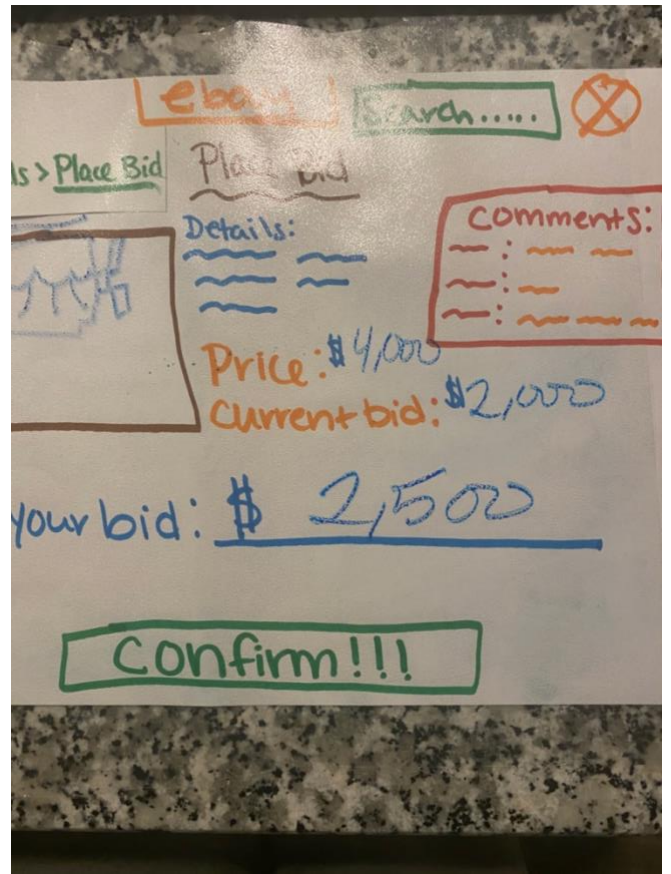 ebay
Search.....
ls > Place Bid
Place Bid
Details:
Comments:
Price: $4,000
Current bid: $2,000
your bid: $ 2,500
Confirm!!!